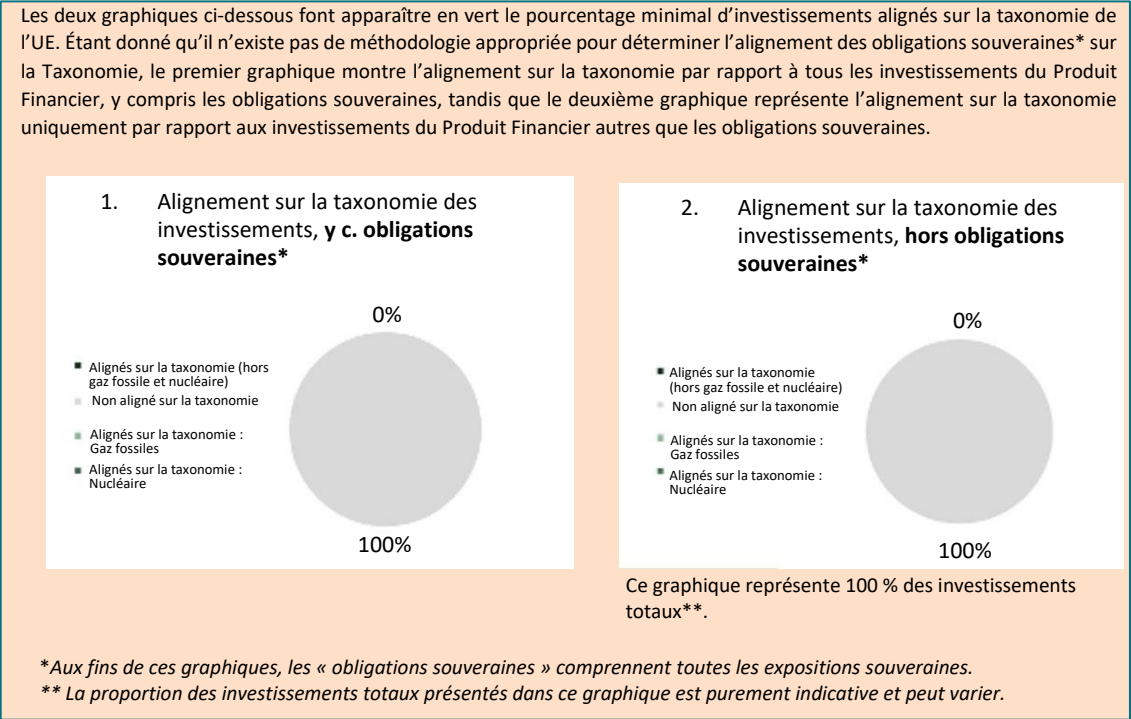 Les deux graphiques ci-dessous font apparaître en vert le pourcentage minimal d’investissements alignés sur la taxonomie de
l’UE. Étant donné qu’il n’existe pas de méthodologie appropriée pour déterminer l’alignement des obligations souveraines* sur
la Taxonomie, le premier graphique montre l’alignement sur la taxonomie par rapport à tous les investissements du Produit
Financier, y compris les obligations souveraines, tandis que le deuxième graphique représente l’alignement sur la taxonomie
uniquement par rapport aux investissements du Produit Financier autres que les obligations souveraines.
1. Alignement sur la taxonomie des
investissements, y c. obligations
souveraines*
0%
Alignés sur la taxonomie (hors
gaz fossile et nucléaire)
Non aligné sur la taxonomie
Alignés sur la taxonomie :
Gaz fossiles
Alignés sur la taxonomie :
Nucléaire
100%
2. Alignement sur la taxonomie des
investissements, hors obligations
souveraines*
0%
Alignés sur la taxonomie
(hors gaz fossile et nucléaire)
Non aligné sur la taxonomie
Alignés sur la taxonomie :
Gaz fossiles
Alignés sur la taxonomie :
Nucléaire
100%
Ce graphique représente 100 % des investissements
totaux**.
*Aux fins de ces graphiques, les « obligations souveraines » comprennent toutes les expositions souveraines.
** La proportion des investissements totaux présentés dans ce graphique est purement indicative et peut varier.